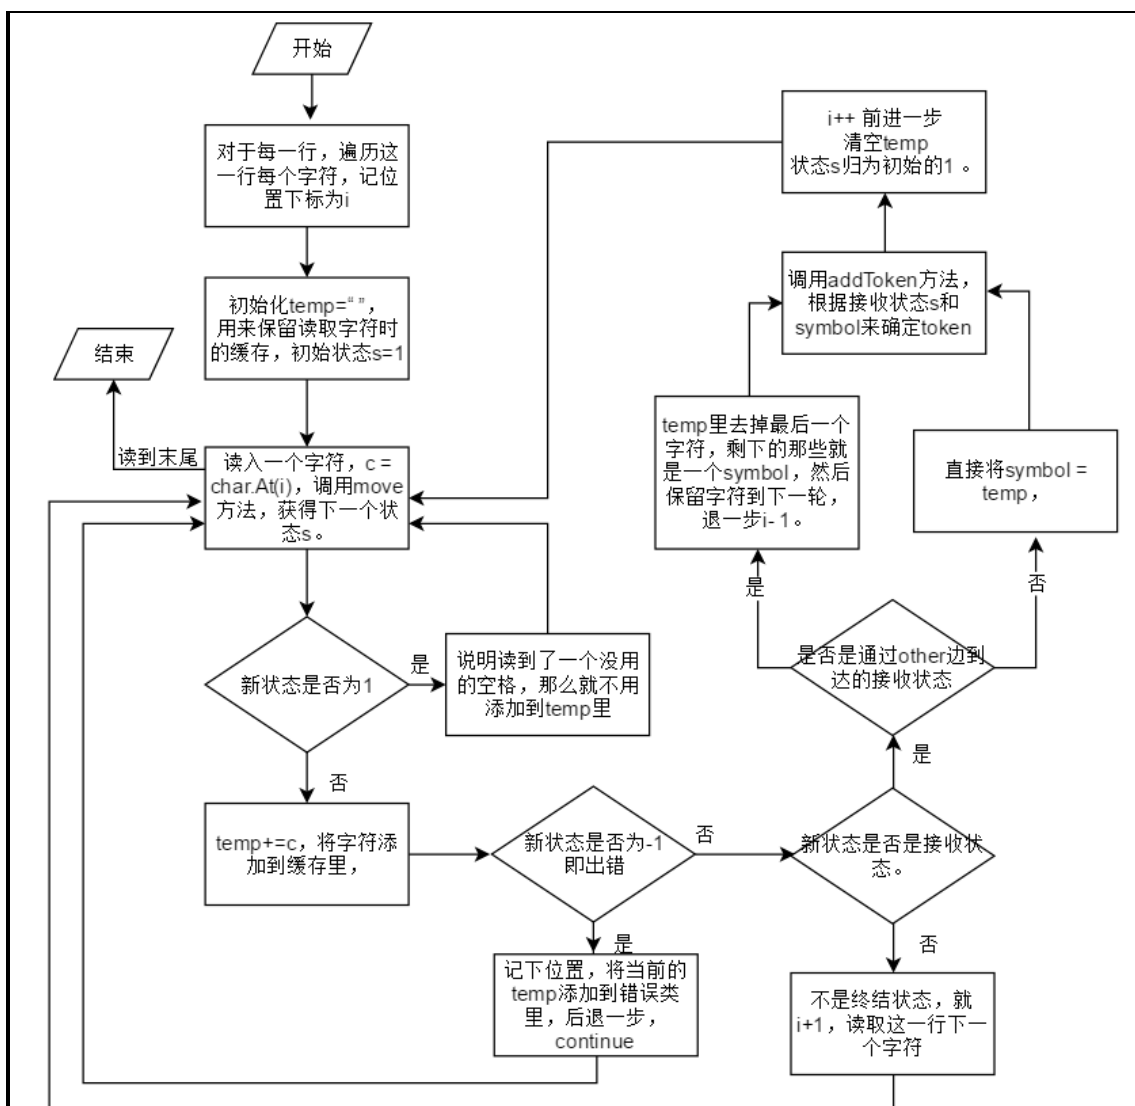 开始
对于每一行，遍历这
一行每个字符，记位
置下标为i
初始化temp=“ ”，
用来保留读取字符时
的缓存，初始状态s=1
结束
读到末尾
读入一个字符，c =
char.At(i)，调用move
方法，获得下一个状
态s。
新状态是否为1
是
说明读到了一个没用
的空格，那么就不用
添加到temp里
否
temp+=c，将字符添
加到缓存里，
新状态是否为-1
即出错
是
记下位置，将当前的
temp添加到错误类
里，后退一步，
continue
否
新状态是否是接收状
态。
否
不是终结状态，就
i+1，读取这一行下一
个字符
是
是否是通过other边到
达的接收状态
是
temp里去掉最后一个
字符，剩下的那些就
是一个symbol，然后
保留字符到下一轮，
退一步i- 1。
否
直接将symbol =
temp，
调用addToken方法，
根据接收状态s和
symbol来确定token
i++ 前进一步
清空temp
状态s归为初始的1 。